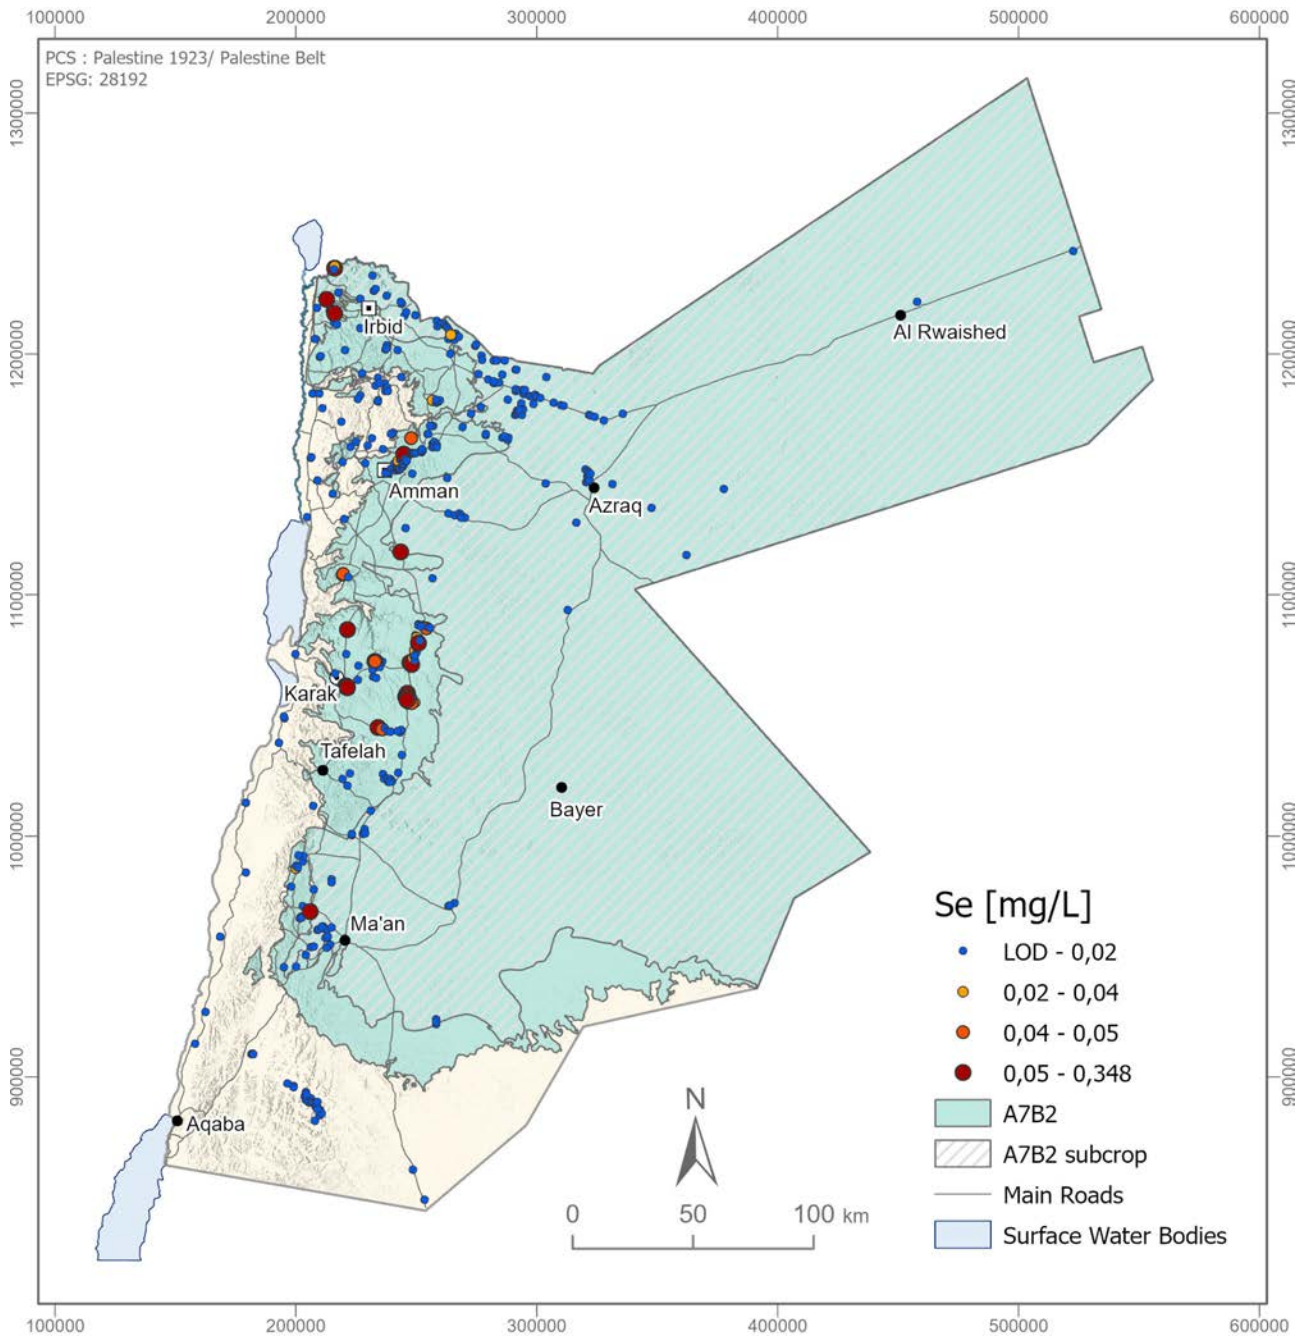 100000 200000 300000 400000 500000 600000
PCS : Palestine 1923/ Palestine Belt
EPSG: 28192
1300000 1300000
1200000 1200000
1100000 1100000
1000000 1000000
900000 900000
Irbid
Al Rwaished
Amman
Azraq
Karak
Tafelah
Bayer
Ma'an
Aqaba
Se [mg/L]
LOD - 0,02
0,02 - 0,04
0,04 - 0,05
0,05 - 0,348
A7B2
A7B2 subcrop
Main Roads
Surface Water Bodies
N
0 50 100 km
100000 200000 300000 400000 500000 600000